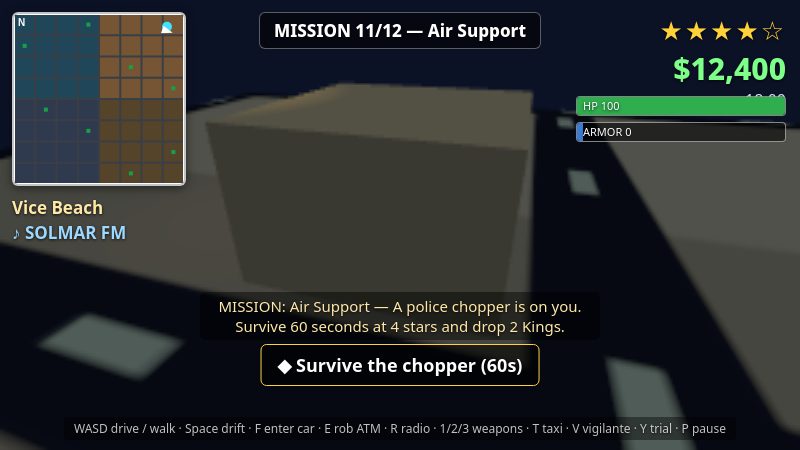 N
MISSION 11/12 — Air Support
★★★★☆
$12,400
HP 100
ARMOR 0
Vice Beach
♪ SOLMAR FM
MISSION: Air Support — A police chopper is on you.
Survive 60 seconds at 4 stars and drop 2 Kings.
◆ Survive the chopper (60s)
WASD drive / walk · Space drift · F enter car · E rob ATM · R radio · 1/2/3 weapons · T taxi · V vigilante · Y trial · P pause